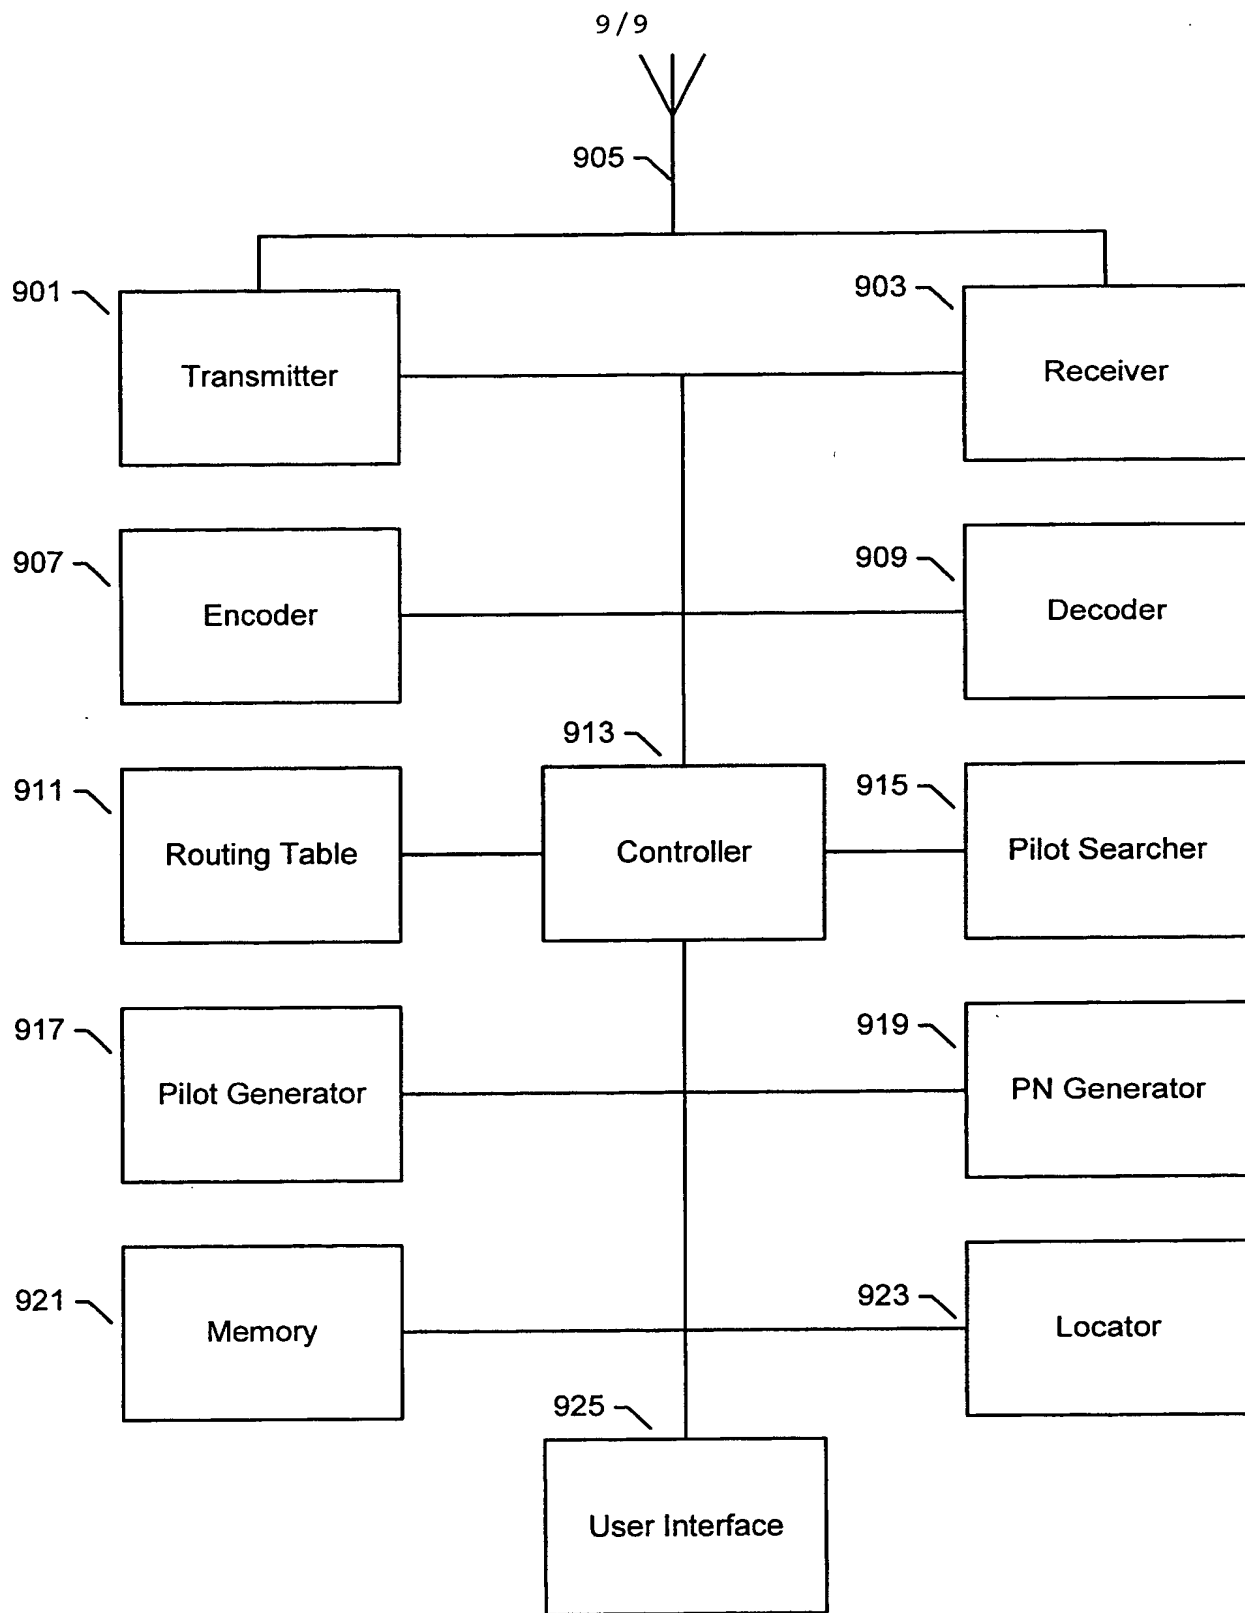 9/9
905
901
Transmitter
903
Receiver
907
Encoder
909
Decoder
911
Routing Table
913
Controller
915
Pilot Searcher
917
Pilot Generator
919
PN Generator
921
Memory
923
Locator
925
User Interface